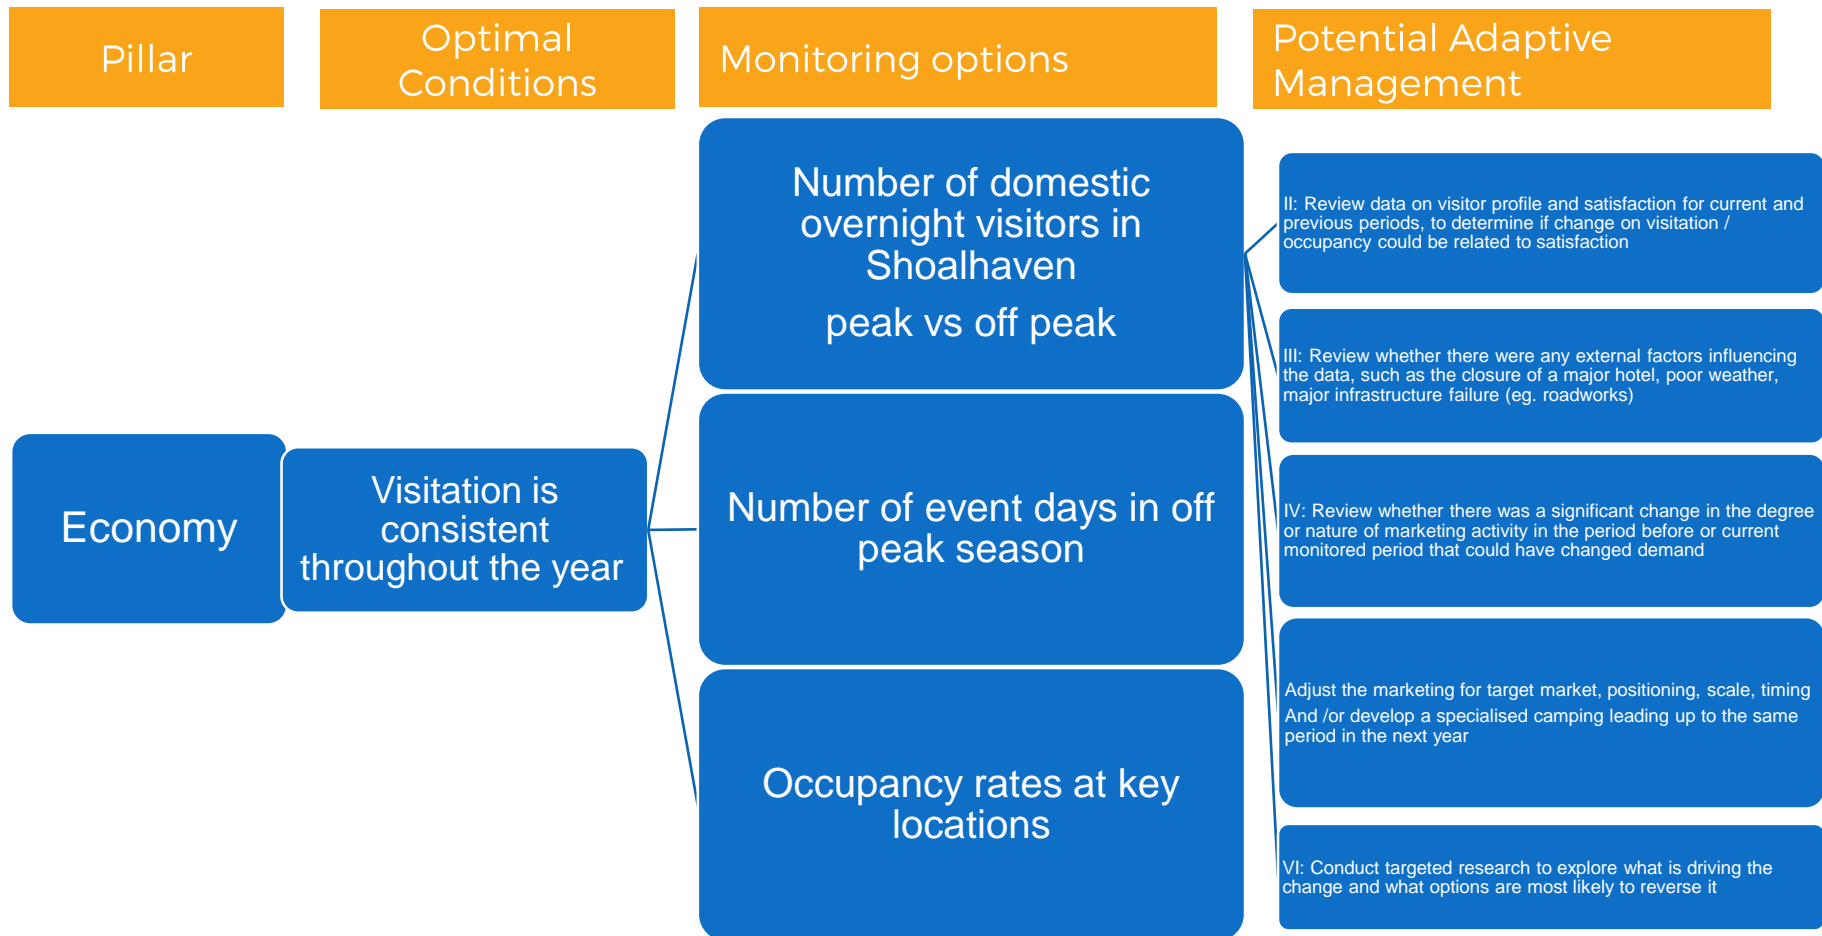 Pillar
Optimal
Conditions
Monitoring options
Potential Adaptive
Management
Economy
Visitation is
consistent
throughout the year
Number of domestic
overnight visitors in
Shoalhaven
peak vs off peak
Number of event days in off
peak season
Occupancy rates at key
locations
II: Review data on visitor profile and satisfaction for current and
previous periods, to determine if change on visitation /
occupancy could be related to satisfaction
III: Review whether there were any external factors influencing
the data, such as the closure of a major hotel, poor weather,
major infrastructure failure (eg. roadworks)
IV: Review whether there was a significant change in the degree
or nature of marketing activity in the period before or current
monitored period that could have changed demand
Adjust the marketing for target market, positioning, scale, timing
And /or develop a specialised camping leading up to the same
period in the next year
VI: Conduct targeted research to explore what is driving the
change and what options are most likely to reverse it